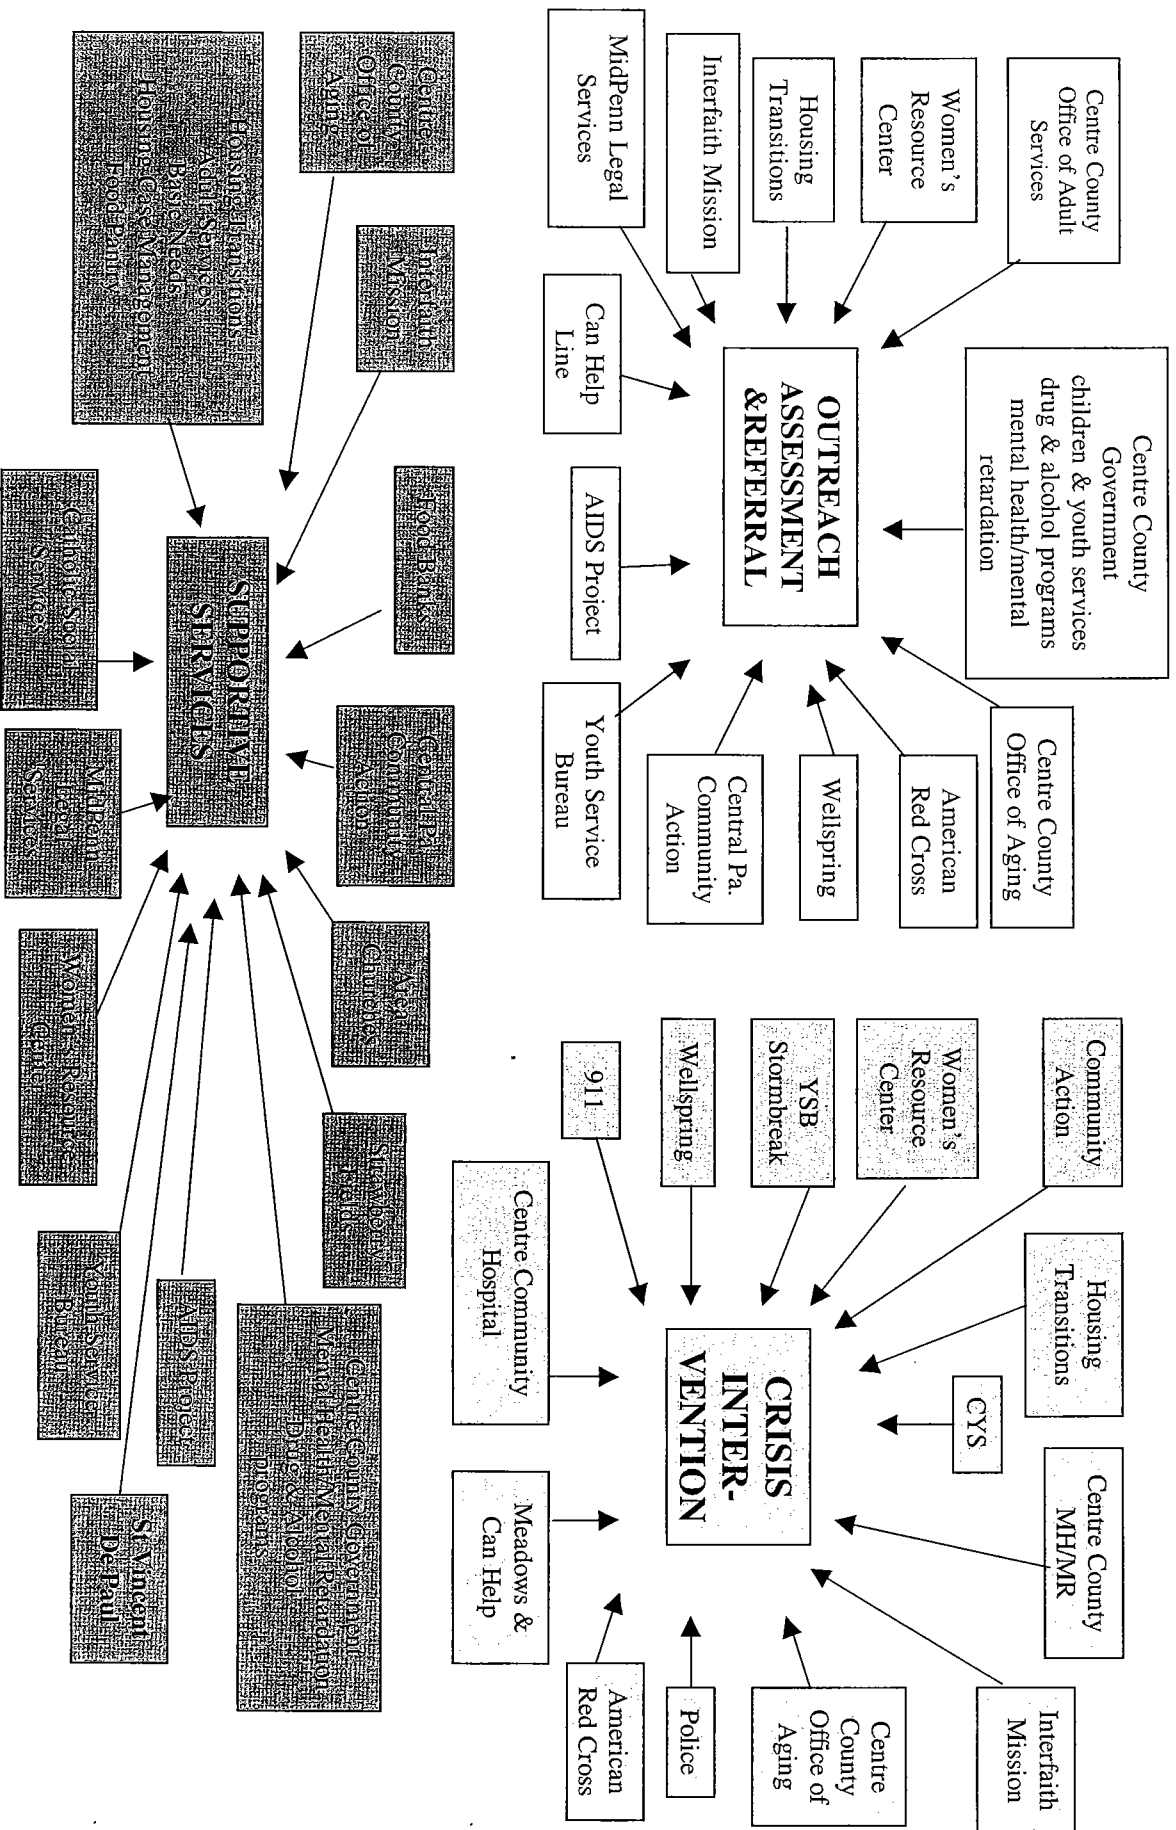 Centre County
Office of Adult
Services
Women's
Resource
Center
Housing
Transitions
Interfaith Mission
MidPenn Legal
Services
Can Help
Line
AIDS Project
Youth Service
Bureau
Central Pa.
Community
Action
Wellspring
American
Red Cross
Centre County
Office of Aging
Centre County
Government
children & youth services
drug & alcohol programs
mental health/mental
retardation
OUTREACH
ASSESSMENT
&REFERRAL
Community
Action
Women's
Resource
Center
YSB
Stormbreak
Wellspring
911
Centre Community
Hospital
Meadows &
Can Help
American
Red Cross
Police
Centre
County
Office of
Aging
Interfaith
Mission
Centre County
MH/MR
CYS
Housing
Transitions
CRISIS
INTER-
VENTION
Centre
County
Office of
Aging
Interfaith
Mission
Food Banks
Central Pa
Community
Action
Area
Churches
Strawberry
Fields
Centre County Government
Mental Health/Mental Retardation
Drug & Alcohol
programs
Housing Transitions
Adult Services
Basic Needs
Housing Case Management
Food Pantry
SUPPORTIVE
SERVICES
Catholic Social
Services
MidPenn
Legal
Services
Women's Resource
Center
Youth Service
Bureau
AIDS Project
St Vincent
De Paul